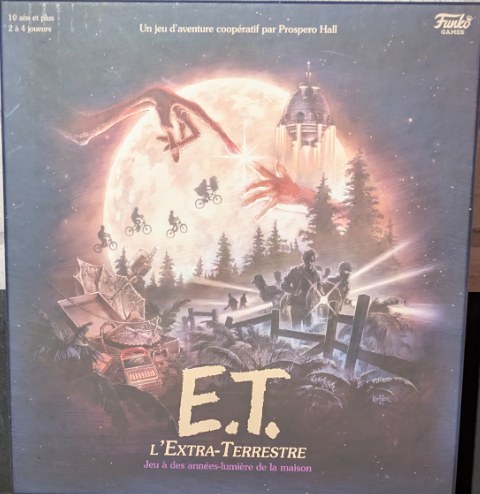 10 ans et plus
2 à 4 joueurs
Un jeu d'aventure coopératif par Prospero Hall
Funko
GAMES
E.T.
L'EXTRA-TERRESTRE
Jeu à des années-lumière de la maison